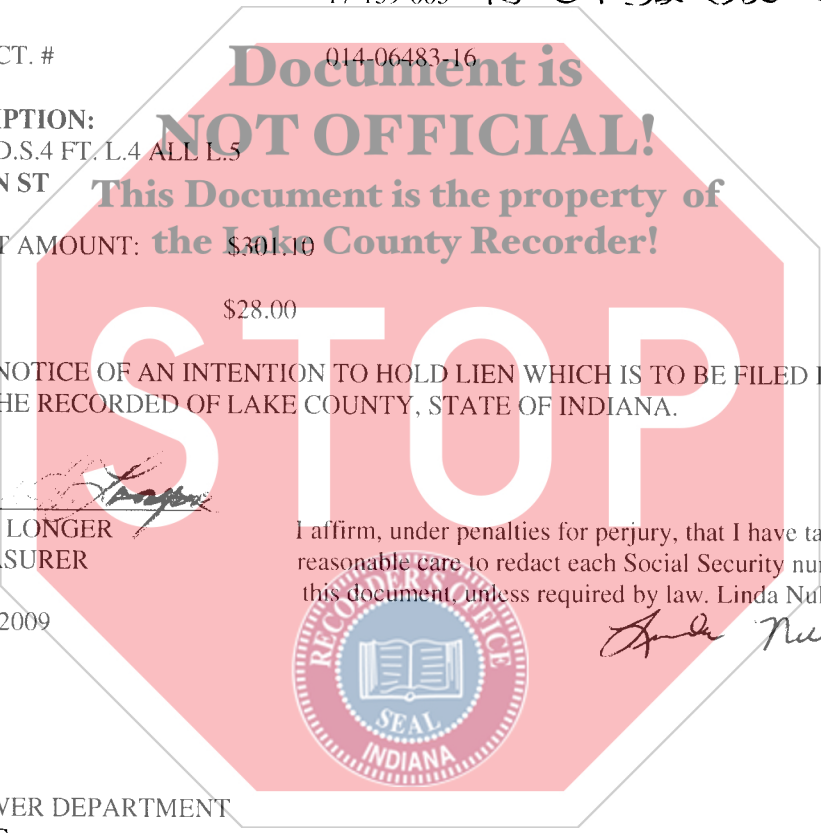 CT. # 014-06483-16
Document is
PTION:
NOT OFFICIAL!
D.S.4 FT. L.4 ALL L.5
N ST
This Document is the property of
T AMOUNT: $301.10
the Lake County Recorder!
$28.00
STOP
NOTICE OF AN INTENTION TO HOLD LIEN WHICH IS TO BE FILED
HE RECORDED OF LAKE COUNTY, STATE OF INDIANA.
LONGER
SURER
I affirm, under penalties for perjury, that I have ta
reasonable care to redact each Social Security nu
this document, unless required by law. Linda Nu
2009
Linda Nu
RECORDER'S OFFICE
SEAL
INDIANA
WER DEPARTMENT